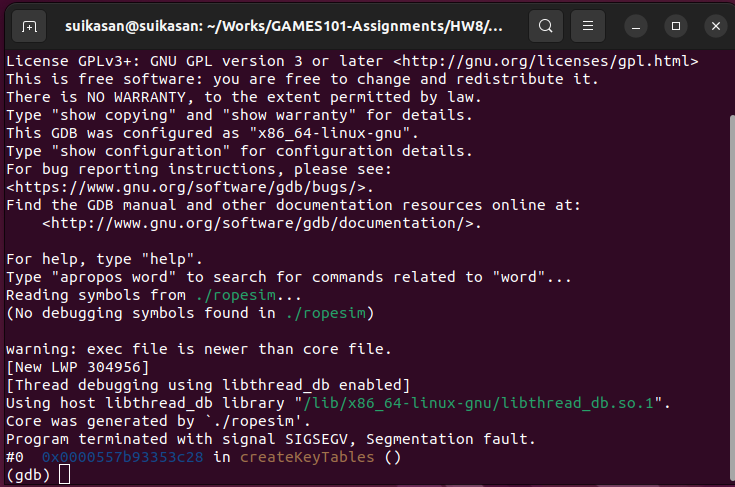 suikasan@suikasan: ~/Works/GAMES101-Assignments/HW8/...
License GPLv3+: GNU GPL version 3 or later <http://gnu.org/licenses/gpl.html>
This is free software: you are free to change and redistribute it.
There is NO WARRANTY, to the extent permitted by law.
Type "show copying" and "show warranty" for details.
This GDB was configured as "x86_64-linux-gnu".
Type "show configuration" for configuration details.
For bug reporting instructions, please see:
<https://www.gnu.org/software/gdb/bugs/>.
Find the GDB manual and other documentation resources online at:
    <http://www.gnu.org/software/gdb/documentation/>.

For help, type "help".
Type "apropos word" to search for commands related to "word"...
Reading symbols from ./ropesim...
(No debugging symbols found in ./ropesim)

warning: exec file is newer than core file.
[New LWP 304956]
[Thread debugging using libthread_db enabled]
Using host libthread_db library "/lib/x86_64-linux-gnu/libthread_db.so.1".
Core was generated by `./ropesim'.
Program terminated with signal SIGSEGV, Segmentation fault.
#0  0x0000557b93353c28 in createKeyTables ()
(gdb)